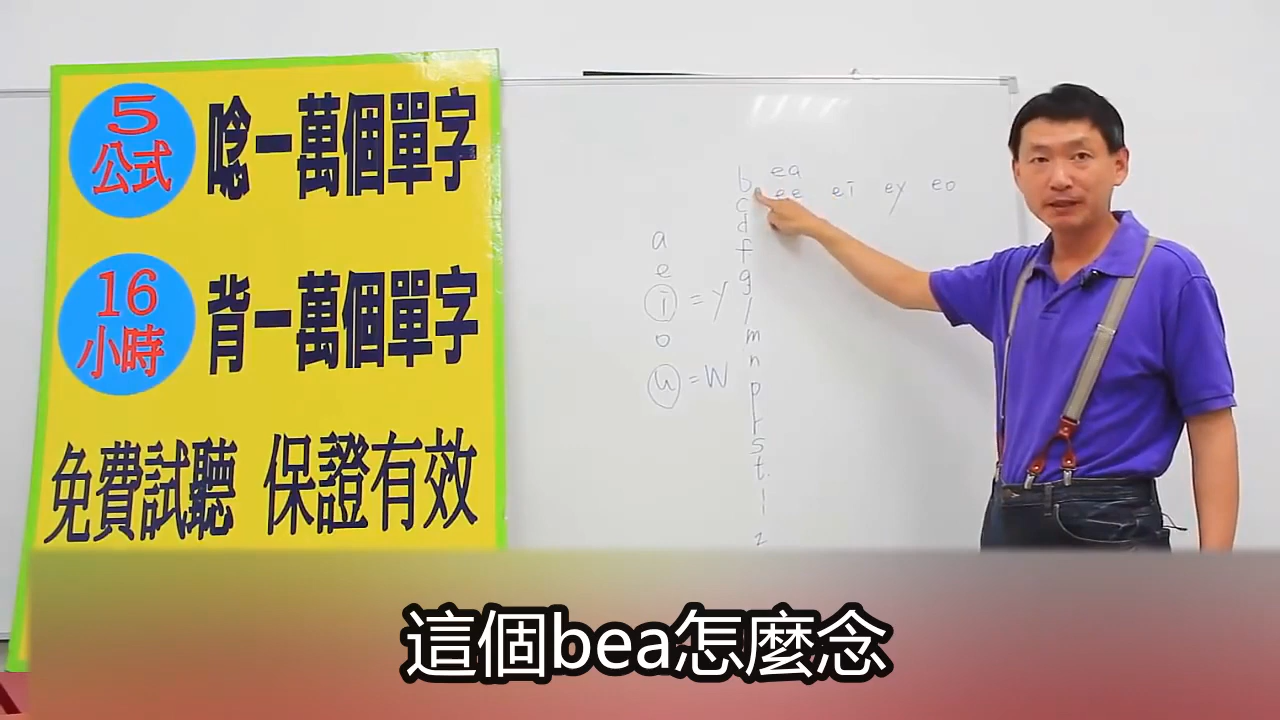 5
公式
唸一萬個單字
16
小時
背一萬個單字
免費試聽 保證有效
a
e
i = y
o
u = w
b
c
d
f
g
l
m
n
p
r
s
t
z
ea
ee ei ey eo
這個bea怎麼念